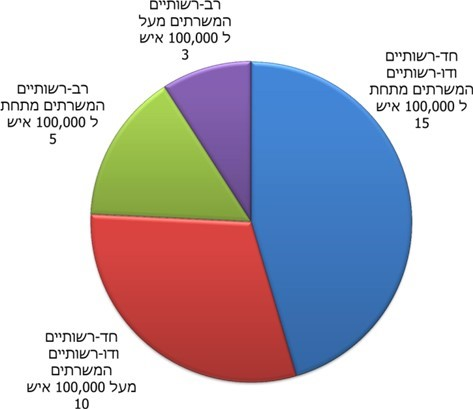 רב-רשותיים
המשרתים מעל
ל 100,000 איש
3
חד-רשותיים
ודו-רשותיים
המשרתים מתחת
ל 100,000 איש
15
רב-רשותיים
המשרתים מתחת
ל 100,000 איש
5
חד-רשותיים
ודו-רשותיים
המשרתים
מעל 100,000 איש
10